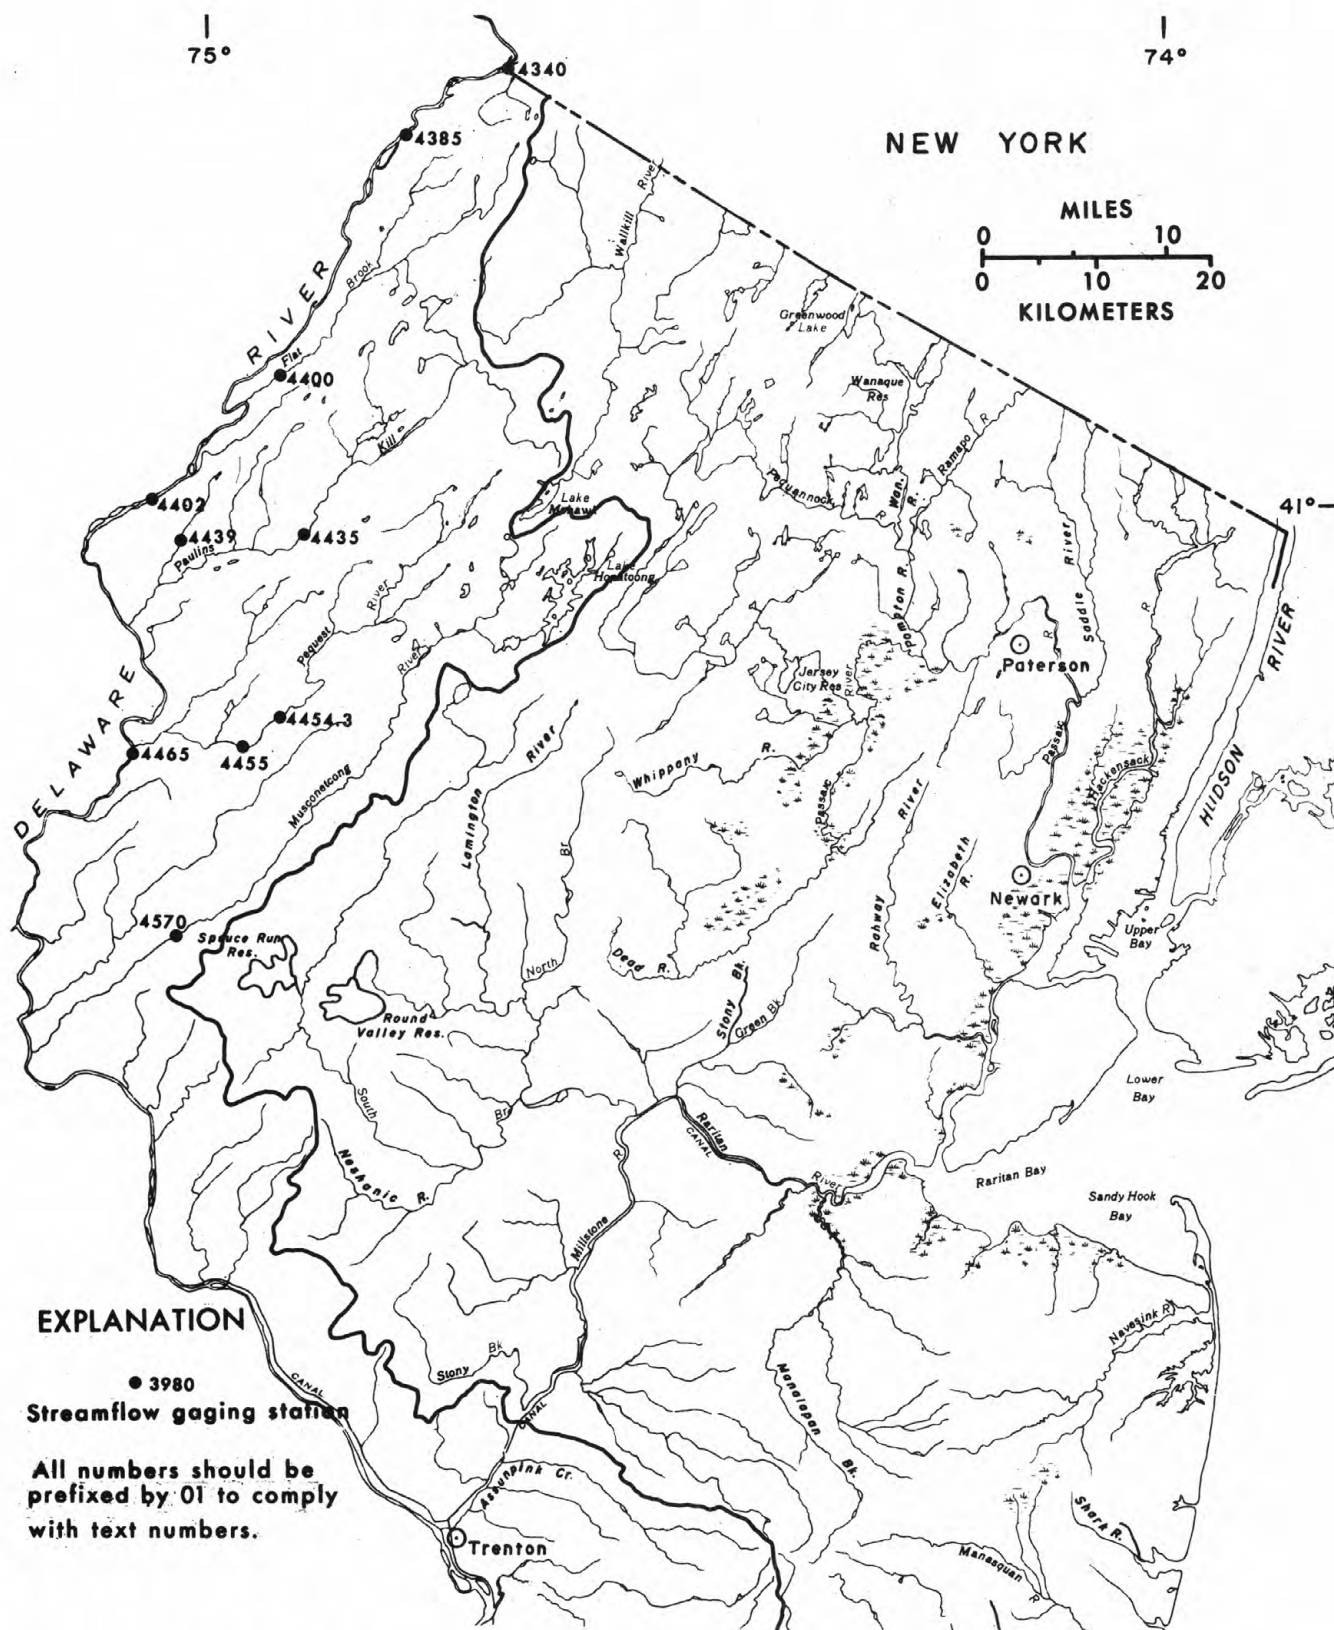 75°
74°
4340
4385
NEW YORK
MILES
0 10
0 10 20
KILOMETERS
Wallkill River
RIVER
Flat Brook
4400
Greenwood
Lake
Wanaque
Res
Ramapo R
Kill
Pequannock R
Wan. R.
4402
4439
4435
Paulins
Lake
Mohawk
41°
Lake
Hopatcong
Pequest River
River
Pompton R.
Saddle River
R
R
HUDSON RIVER
Paterson
Jersey
City Res
River
DELAWARE
4454.3
4455
4465
Musconetcong
Lamington River
Whippany R.
Passaic
Passaic
Hackensack
River
Rahway
Elizabeth
R.
Br
Newark
4570
Spruce Run
Res.
North
Dead R.
Upper
Bay
Stony Bk.
Green Bk
Round
Valley Res.
South
Br
Lower
Bay
Raritan
CANAL
River
Neshanic R.
R
Millstone
Raritan Bay
Sandy Hook
Bay
EXPLANATION
3980
Streamflow gaging station
All numbers should be
prefixed by 01 to comply
with text numbers.
CANAL
Stony Bk
CANAL
Navesink R
Manalapan Bk.
Assunpink Cr.
Trenton
Shark R.
Manasquan R